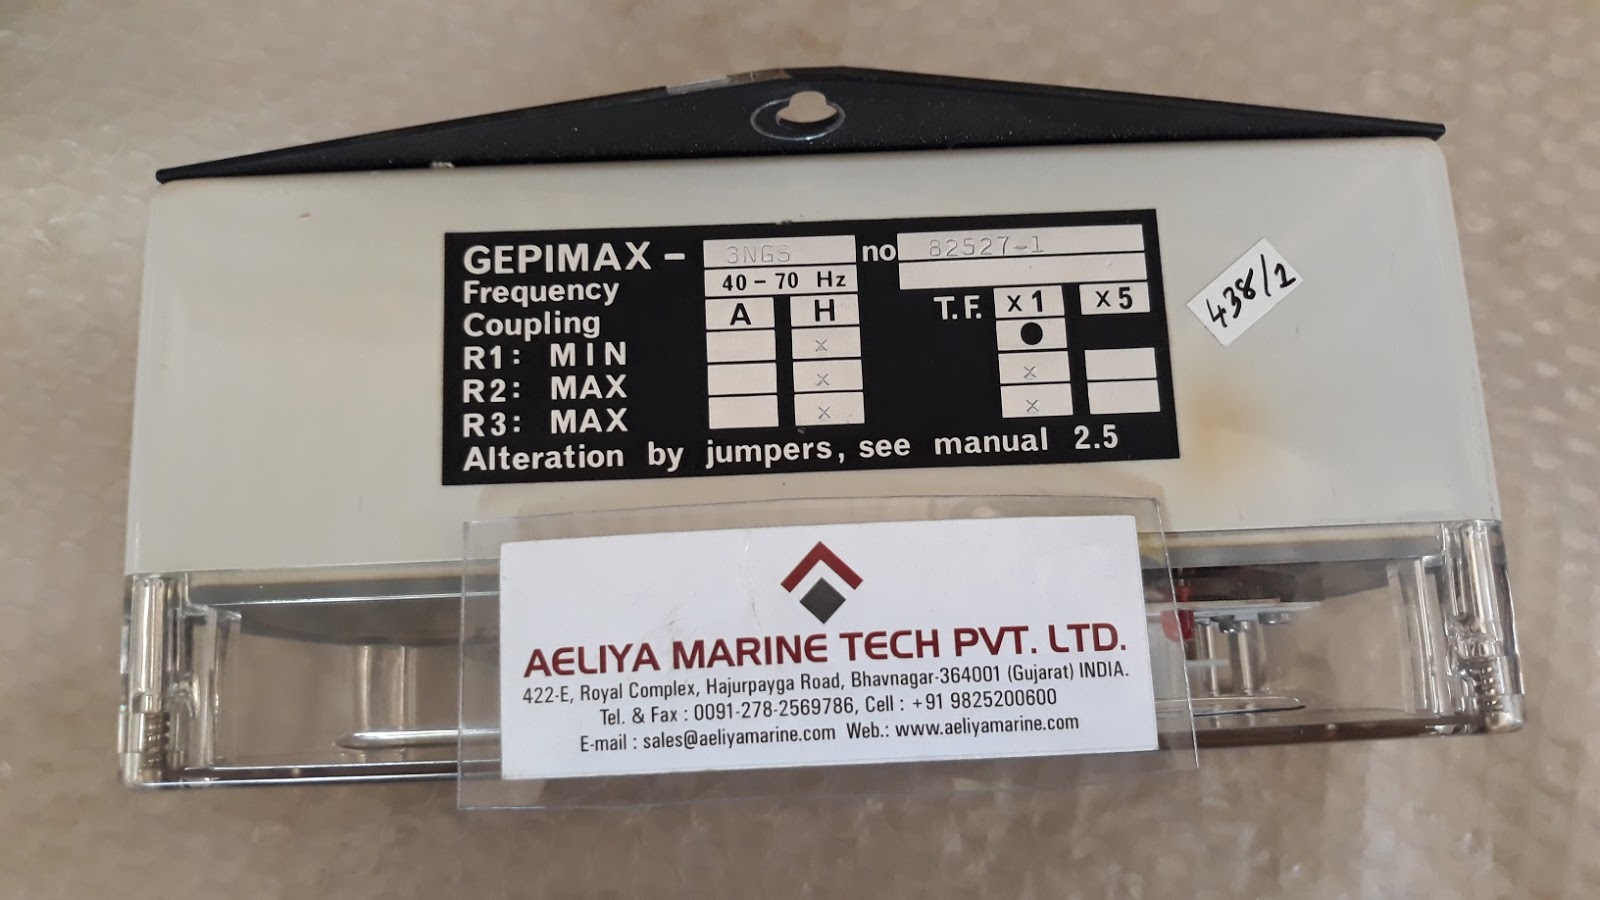 GEPIMAX - 3NGS no 82527-1
Frequency 40 - 70 Hz
Coupling A H T.F. x1 x5
R1: MIN x ●
R2: MAX x x
R3: MAX x x
Alteration by jumpers, see manual 2.5
438/2
AELIYA MARINE TECH PVT. LTD.
422-E, Royal Complex, Hajurpayga Road, Bhavnagar-364001 (Gujarat) INDIA.
Tel. & Fax : 0091-278-2569786, Cell : +91 9825200600
E-mail : sales@aeliyamarine.com Web.: www.aeliyamarine.com